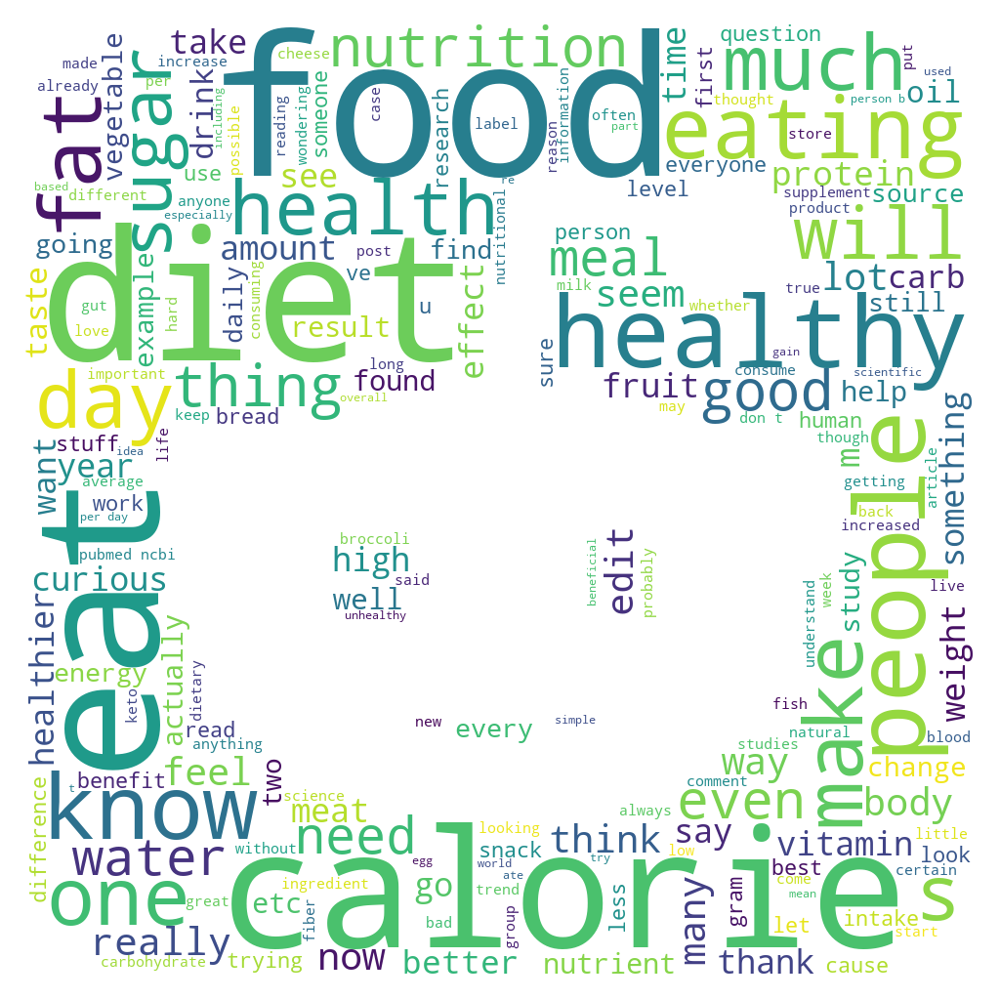 made
take
cheese
nutrition
question
put
already
increase
per
including
drink
vegetable
sugar
fat
food
reading
wondering
someone
case
label
research
reason
information
often
part
time
first
much
thought
person b
used
oil
store
eating
possible
based
different
use
anyone
especially
see
health
re
nutritional
everyone
level
protein
supplement
source
product
going
amount
post
find
person
meal
will
taste
gut
love
example
hard
diet
daily
consuming
result
ve
u
effect
milk
seem
whether
true
lot
carb
still
healthy
gain
scientific
important
thing
long
overall
found
sure
fruit
may
consume
good
help
day
keep
bread
don t
human
though
stuff
idea
life
want
year
average
work
per day
pubmed ncbi
m
getting
back
increased
article
something
people
eat
curious
broccoli
high
said
well
unhealthy
beneficial
edit
probably
understand
week
study
live
weight
healthier
energy
keto
actually
dietary
read
anything
new
every
simple
fish
make
natural
studies
blood
t
benefit
feel
two
way
comment
change
know
science
meat
looking
always
even
body
difference
water
without
need
egg
snack
world
ate
try
think
low
say
vitamin
little
best
look
certain
one
great
etc
ingredient
calorie
go
trend
less
many
gram
come
mean
s
really
fiber
bad
group
let
intake
start
carbohydrate
trying
now
better
nutrient
thank
cause